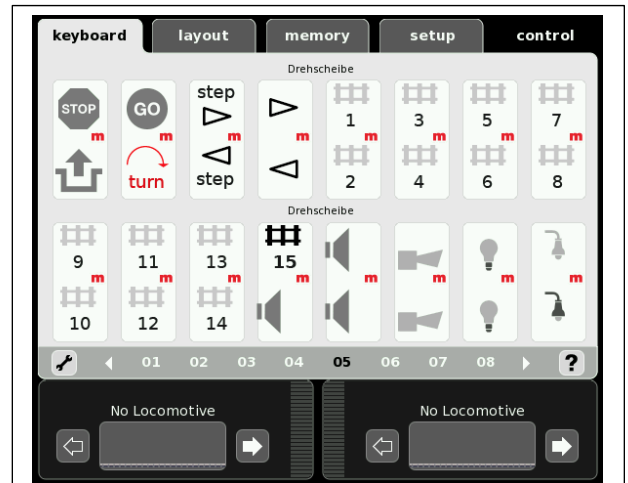 keyboard layout memory setup control
Drehscheibe
STOP GO step 1 3 5 7
m m m m m m m m
turn step 2 4 6 8
Drehscheibe
9 11 13 15
m m m m m m m m
10 12 14
01 02 03 04 05 06 07 08 ?
No Locomotive No Locomotive